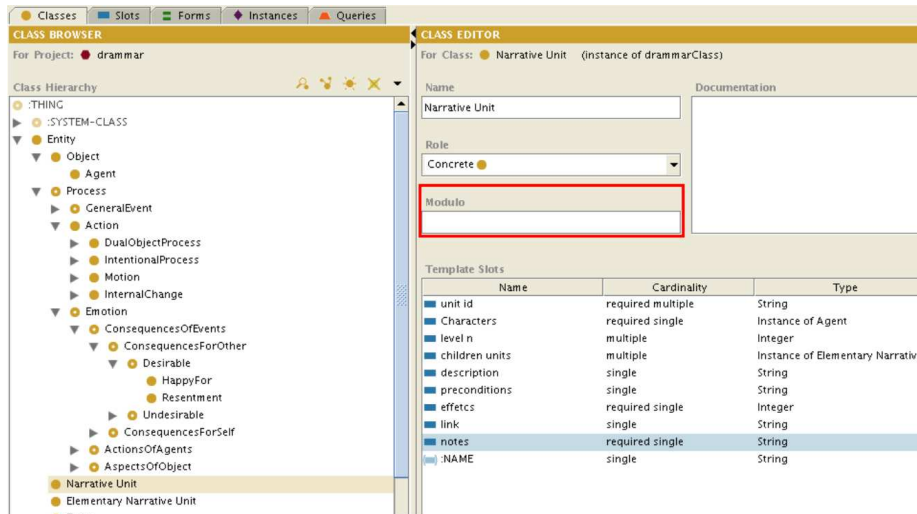 Classes Slots Forms Instances Queries
CLASS BROWSER
For Project: drammar
Class Hierarchy
:THING
:SYSTEM-CLASS
Entity
Object
Agent
Process
GeneralEvent
Action
DualObjectProcess
IntentionalProcess
Motion
InternalChange
Emotion
ConsequencesOfEvents
ConsequencesForOther
Desirable
HappyFor
Resentment
Undesirable
ConsequencesForSelf
ActionsOfAgents
AspectsOfObject
Narrative Unit
Elementary Narrative Unit
CLASS EDITOR
For Class: Narrative Unit (instance of drammarClass)
Name Documentation
Narrative Unit
Role
Concrete
Modulo
Template Slots
Name Cardinality Type
unit id required multiple String
Characters required single Instance of Agent
level n multiple Integer
children units multiple Instance of Elementary Narrativ
description single String
preconditions single String
effetcs required single Integer
link single String
notes required single String
:NAME single String